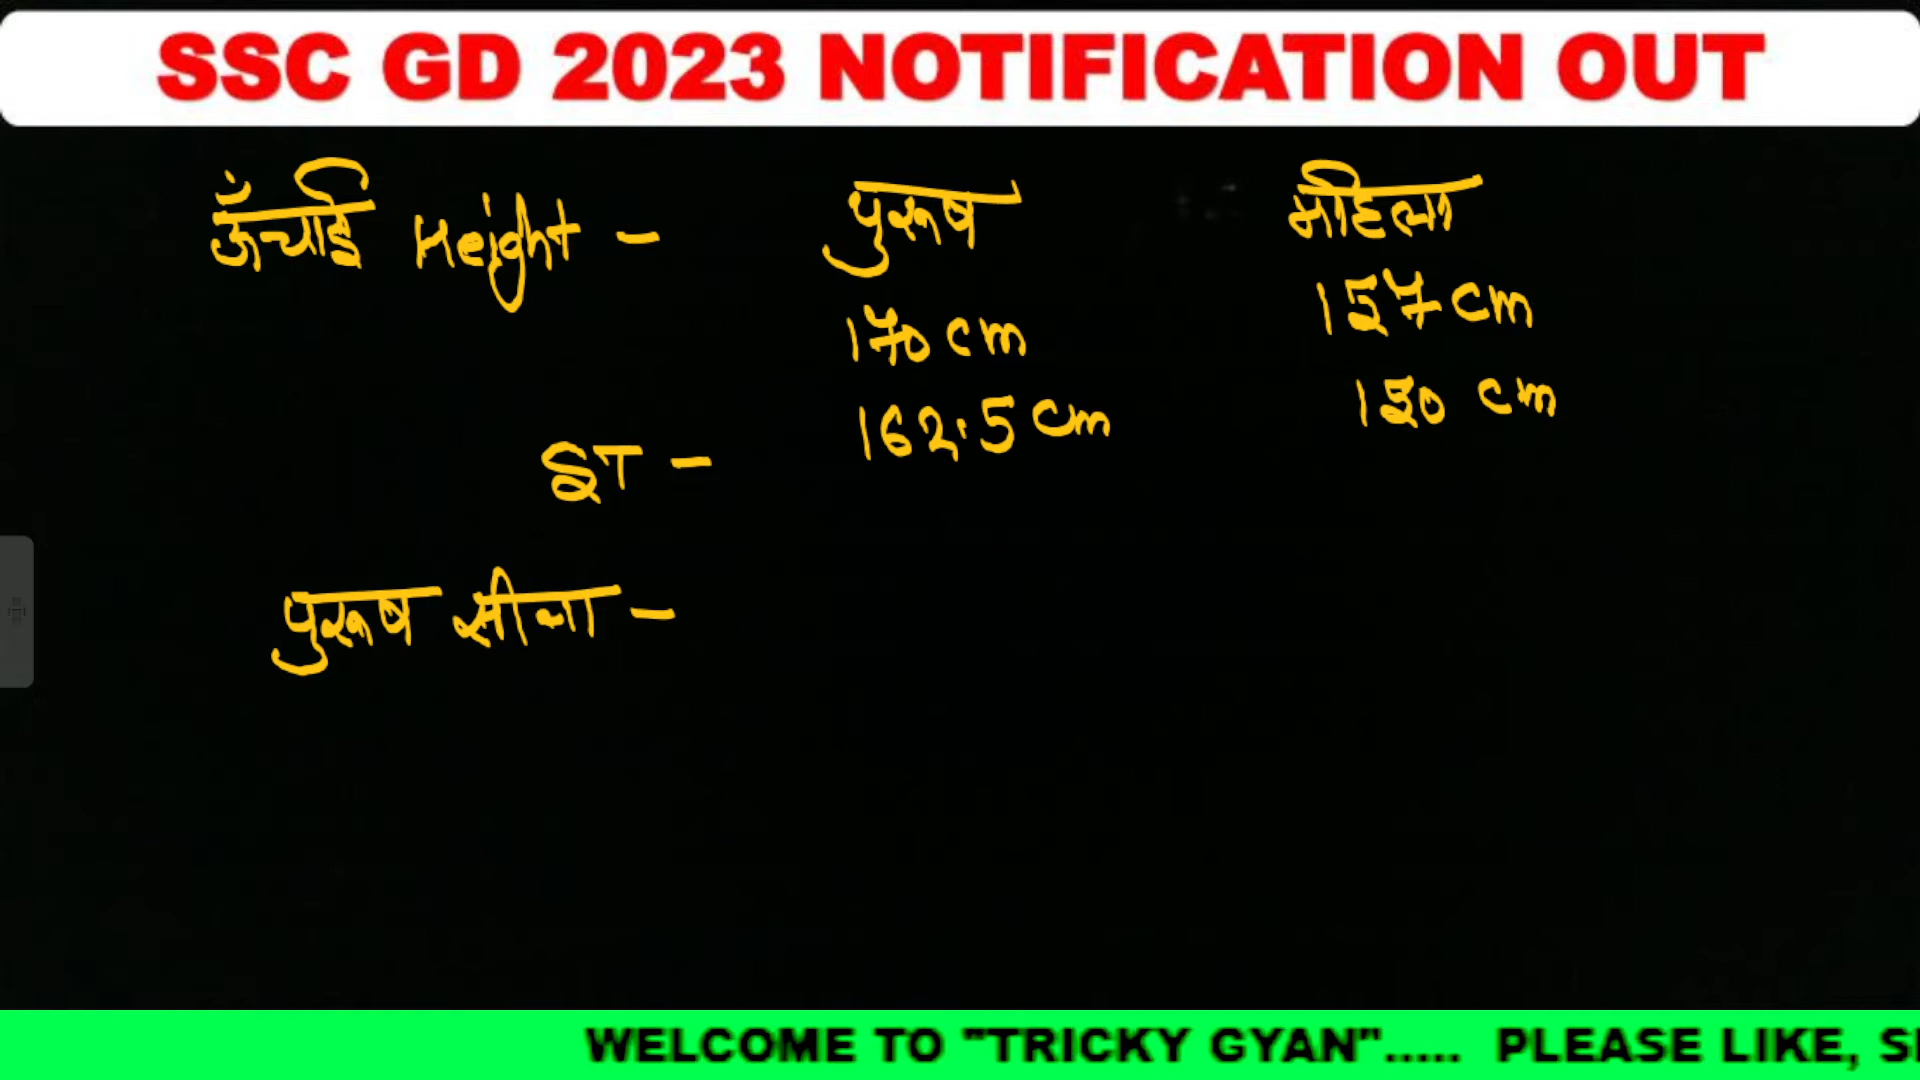 SSC GD 2023 NOTIFICATION OUT
ऊँचाई Height - पुरूष महिला
170 cm 157 cm
ST - 162.5 cm 150 cm
पुरूष सीना -
WELCOME TO "TRICKY GYAN"..... PLEASE LIKE, S